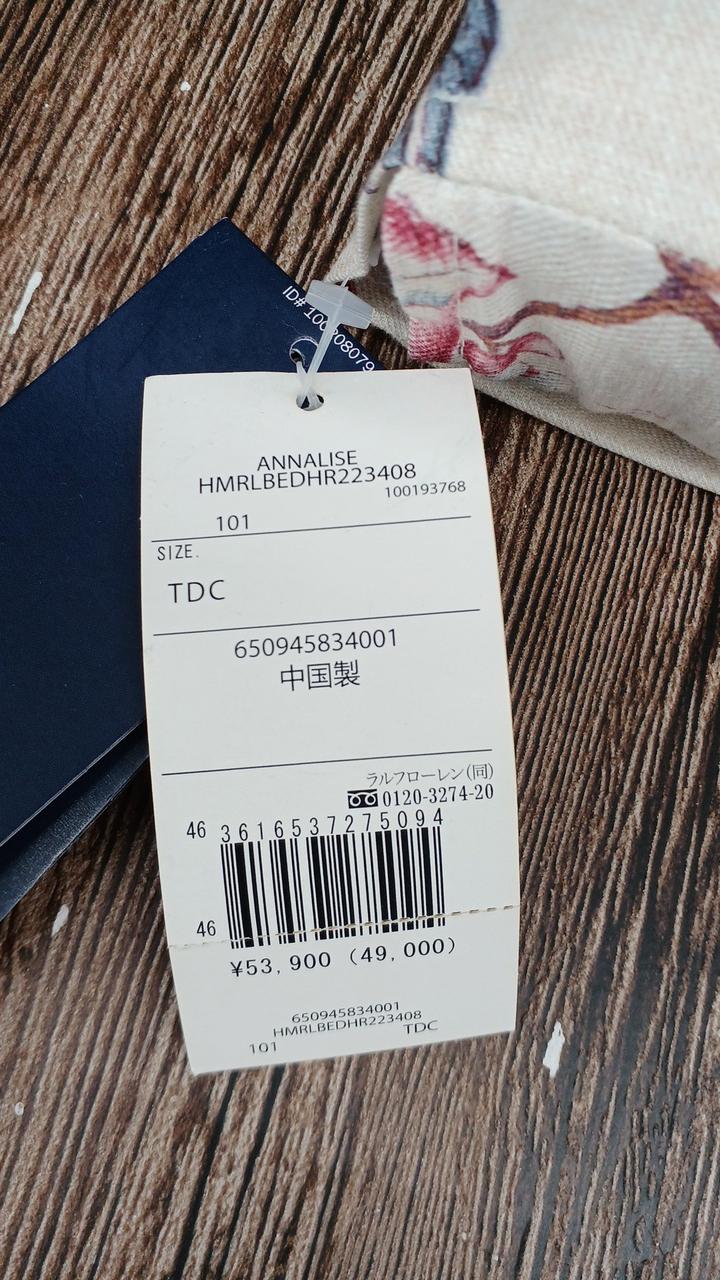 ANNALISE
HMRLBEDHR223408
100193768
101
SIZE.
TDC
650945834001
中国製
ラルフローレン(同)
0120-3274-20
46 3616537275094
46
¥53,900 (49,000)
650945834001
HMRLBEDHR223408
101 TDC
ID#